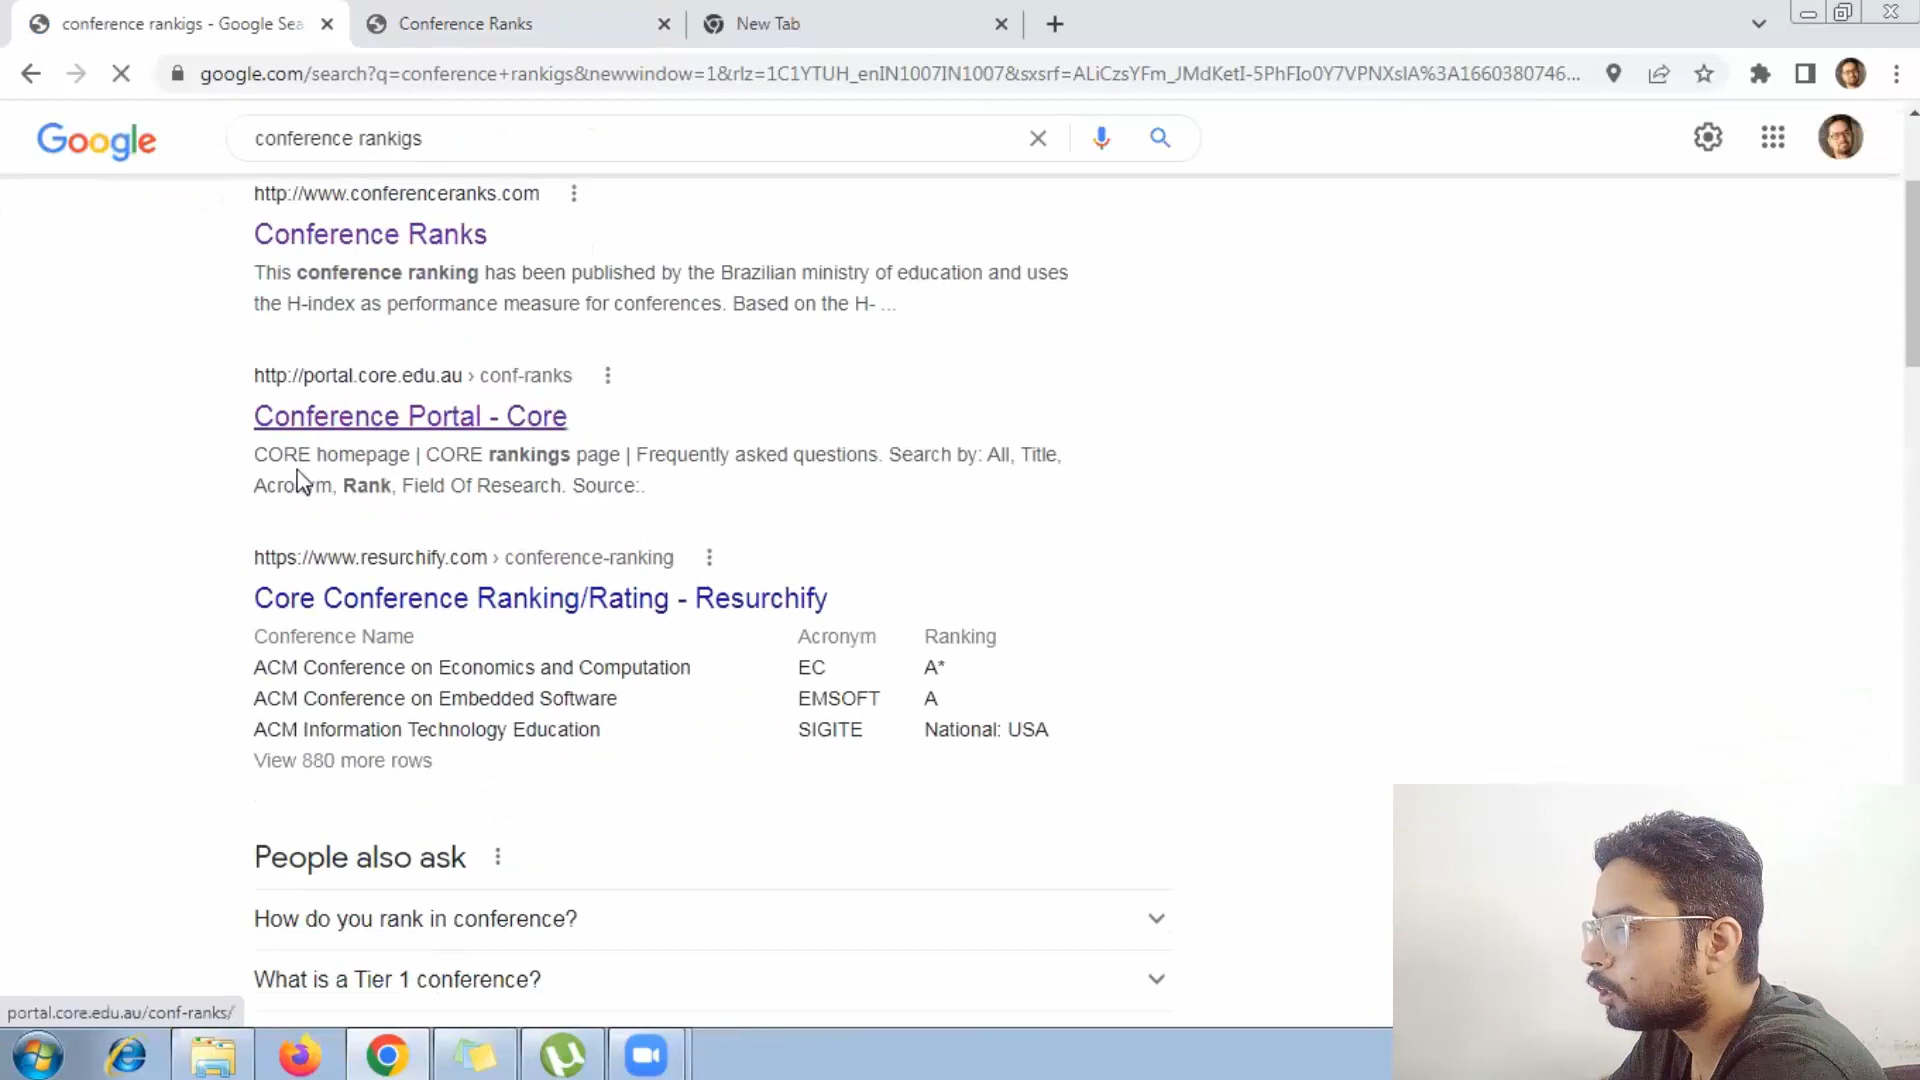 conference rankigs - Google Sea
Conference Ranks
New Tab
google.com/search?q=conference+rankigs&newwindow=1&rlz=1C1YTUH_enIN1007IN1007&sxsrf=ALiCzsYFm_JMdKetI-5PhFIo0Y7VPNXslA%3A1660380746...
Google
conference rankigs
http://www.conferenceranks.com
Conference Ranks
This conference ranking has been published by the Brazilian ministry of education and uses
the H-index as performance measure for conferences. Based on the H- ...
http://portal.core.edu.au › conf-ranks
Conference Portal - Core
CORE homepage | CORE rankings page | Frequently asked questions. Search by: All, Title,
Acronym, Rank, Field Of Research. Source:.
https://www.resurchify.com › conference-ranking
Core Conference Ranking/Rating - Resurchify
Conference Name Acronym Ranking
ACM Conference on Economics and Computation EC A*
ACM Conference on Embedded Software EMSOFT A
ACM Information Technology Education SIGITE National: USA
View 880 more rows
People also ask
How do you rank in conference?
What is a Tier 1 conference?
portal.core.edu.au/conf-ranks/